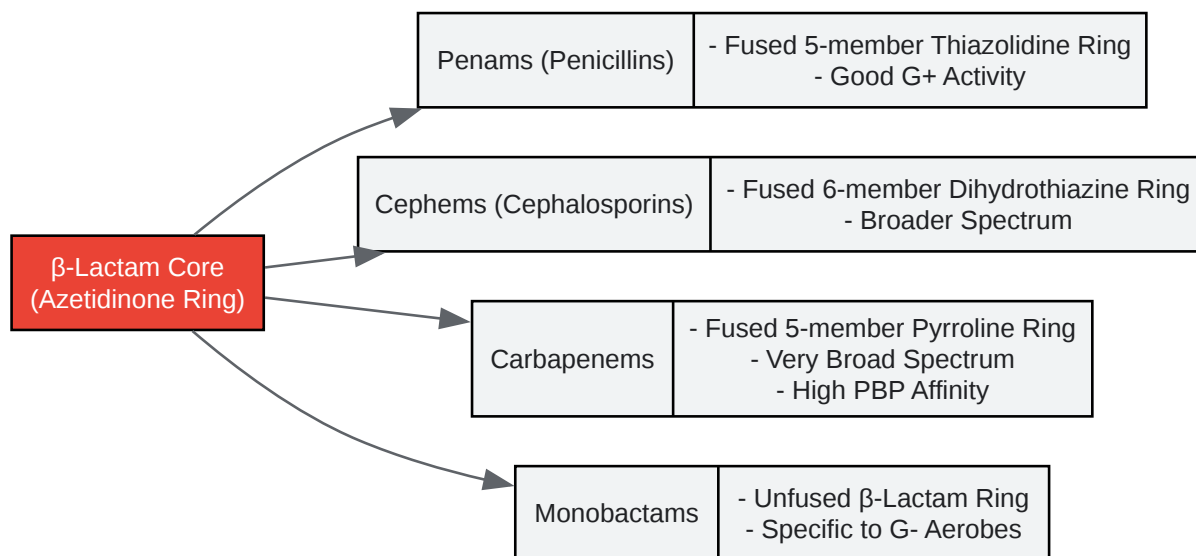 Penams (Penicillins)
- Fused 5-member Thiazolidine Ring
- Good G+ Activity
Cephems (Cephalosporins)
- Fused 6-member Dihydrothiazine Ring
- Broader Spectrum
β-Lactam Core
(Azetidinone Ring)
Carbapenems
- Fused 5-member Pyrroline Ring
- Very Broad Spectrum
- High PBP Affinity
Monobactams
- Unfused β-Lactam Ring
- Specific to G- Aerobes